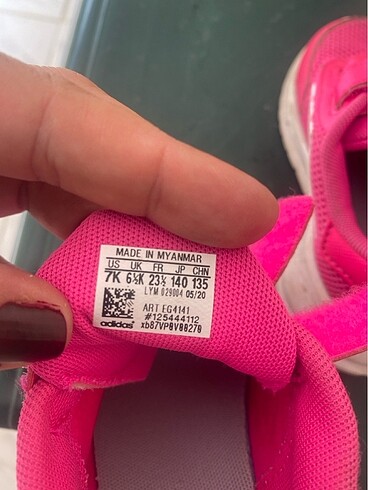 MADE IN MYANMAR
US UK FR JP CHN
7K 6½K 23½ 140 135
LYM 029004 05/20
ART EG4141
#125444112
adidas xb87VP0V00270